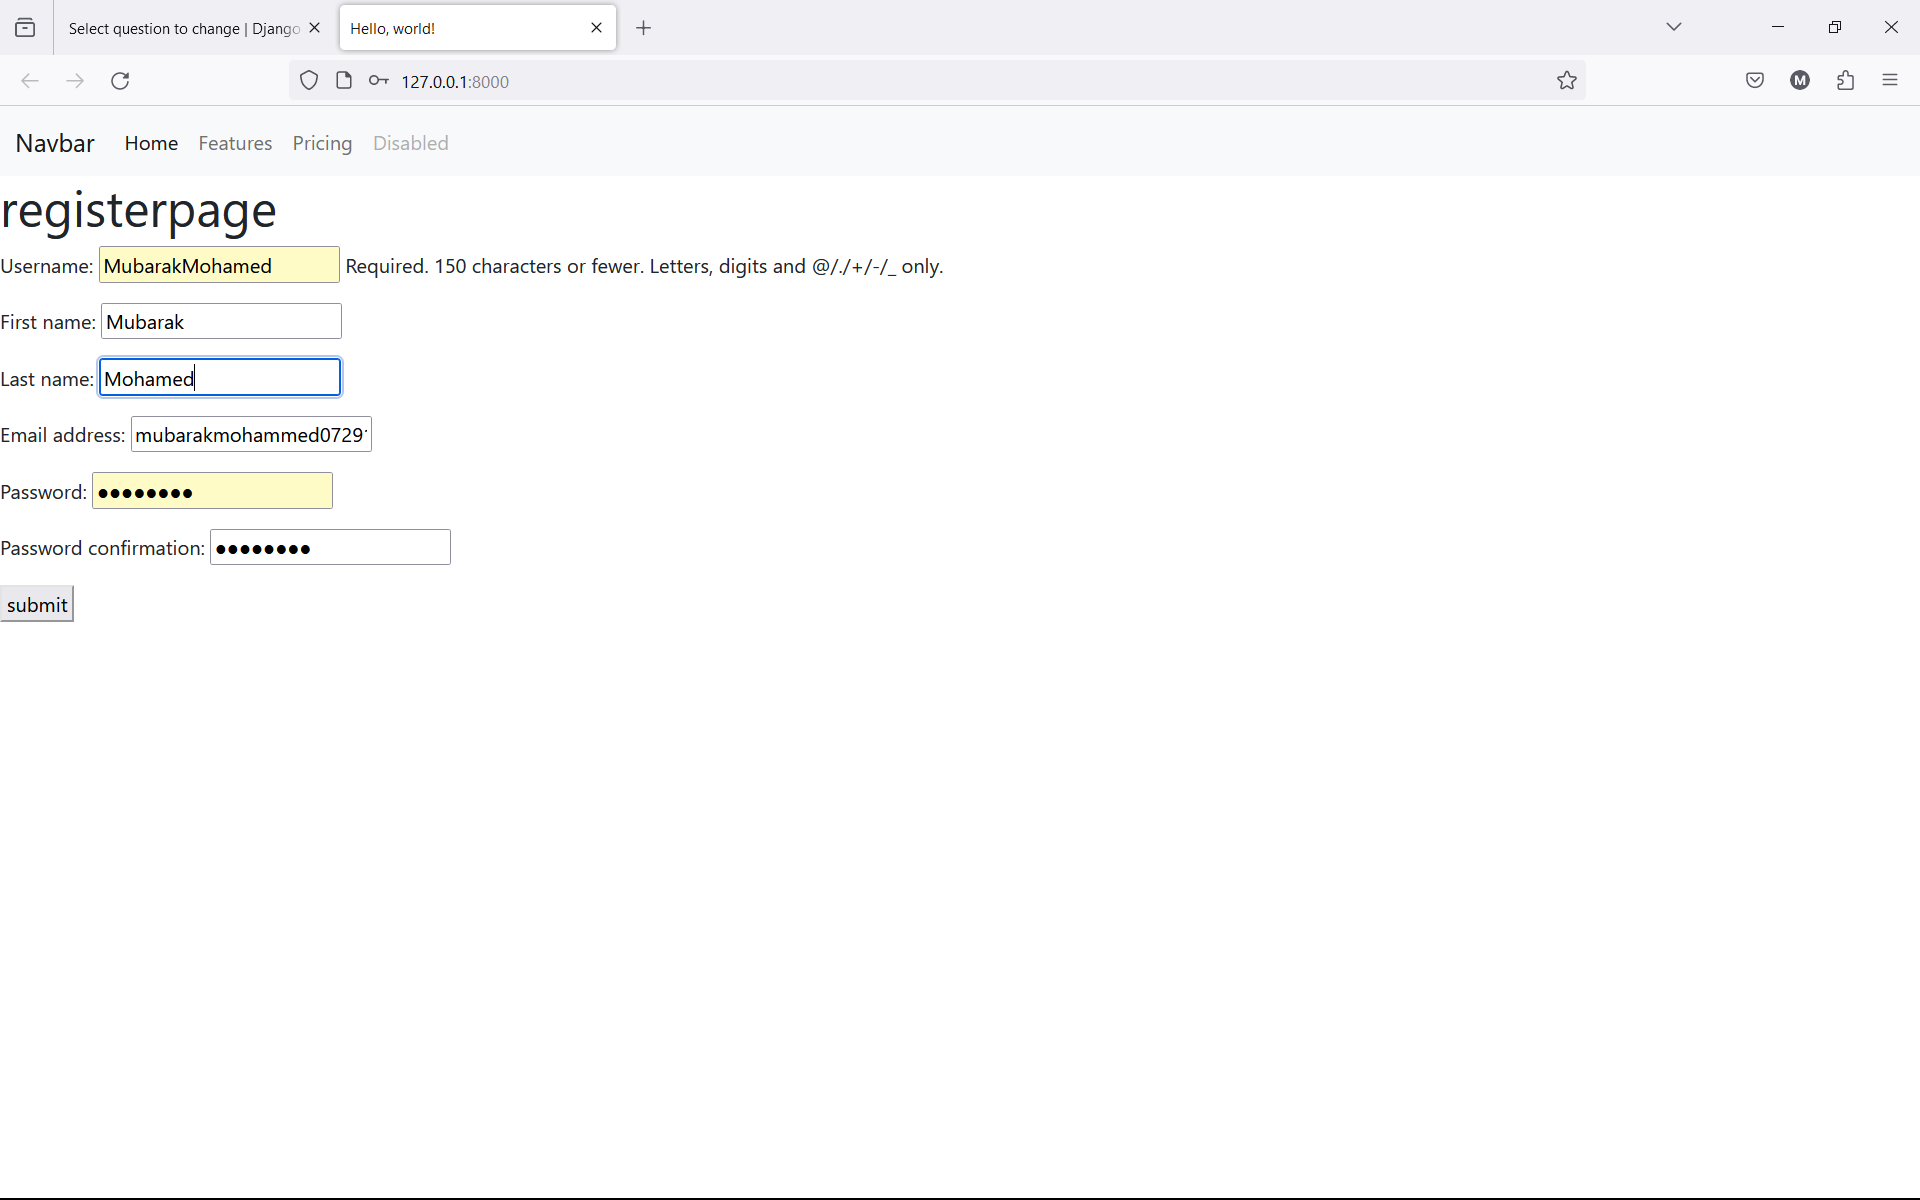 Select question to change | Django
Hello, world!
127.0.0.1:8000
M
Navbar Home Features Pricing Disabled
registerpage
Username: MubarakMohamed Required. 150 characters or fewer. Letters, digits and @/./+/-/_ only.
First name: Mubarak
Last name: Mohamed
Email address: mubarakmohammed0729
Password: ●●●●●●●●
Password confirmation: ●●●●●●●●
submit